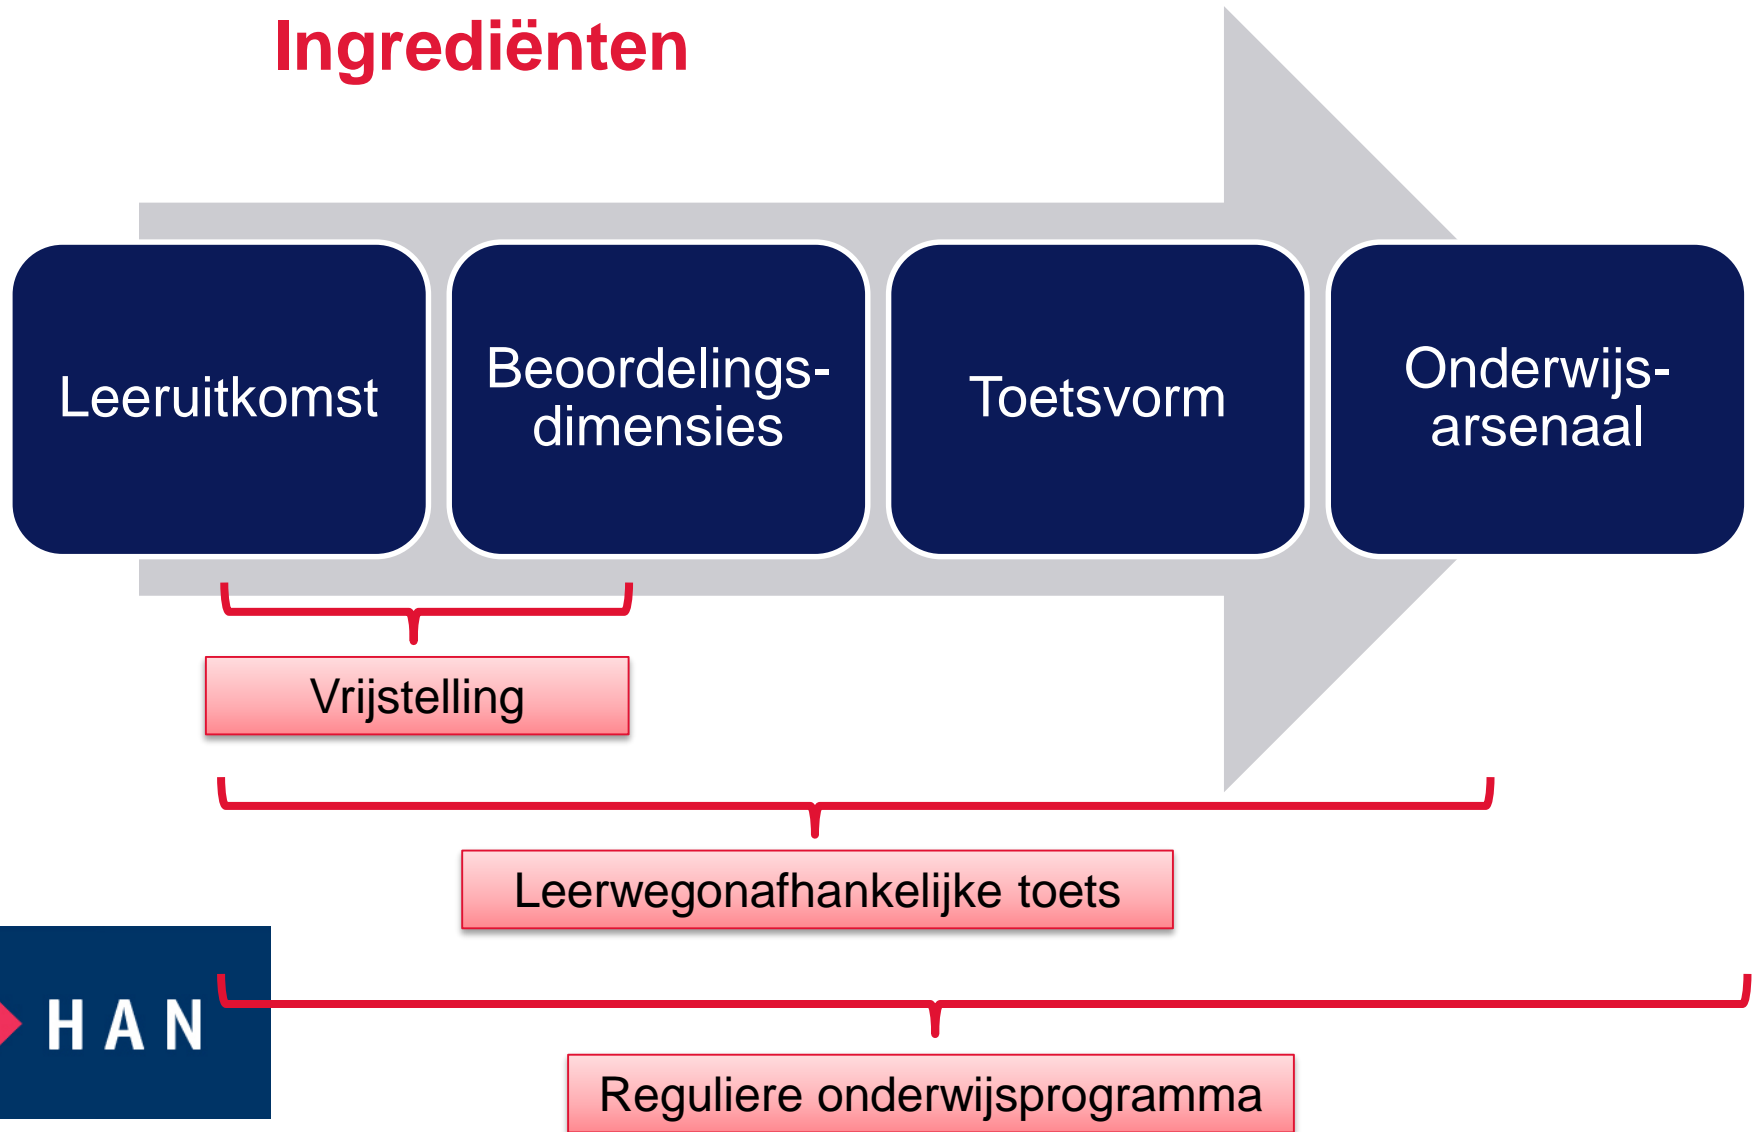 Ingrediënten
Leeruitkomst
Beoordelings-
dimensies
Toetsvorm
Onderwijs-
arsenaal
Vrijstelling
Leerwegonafhankelijke toets
HAN
Reguliere onderwijsprogramma